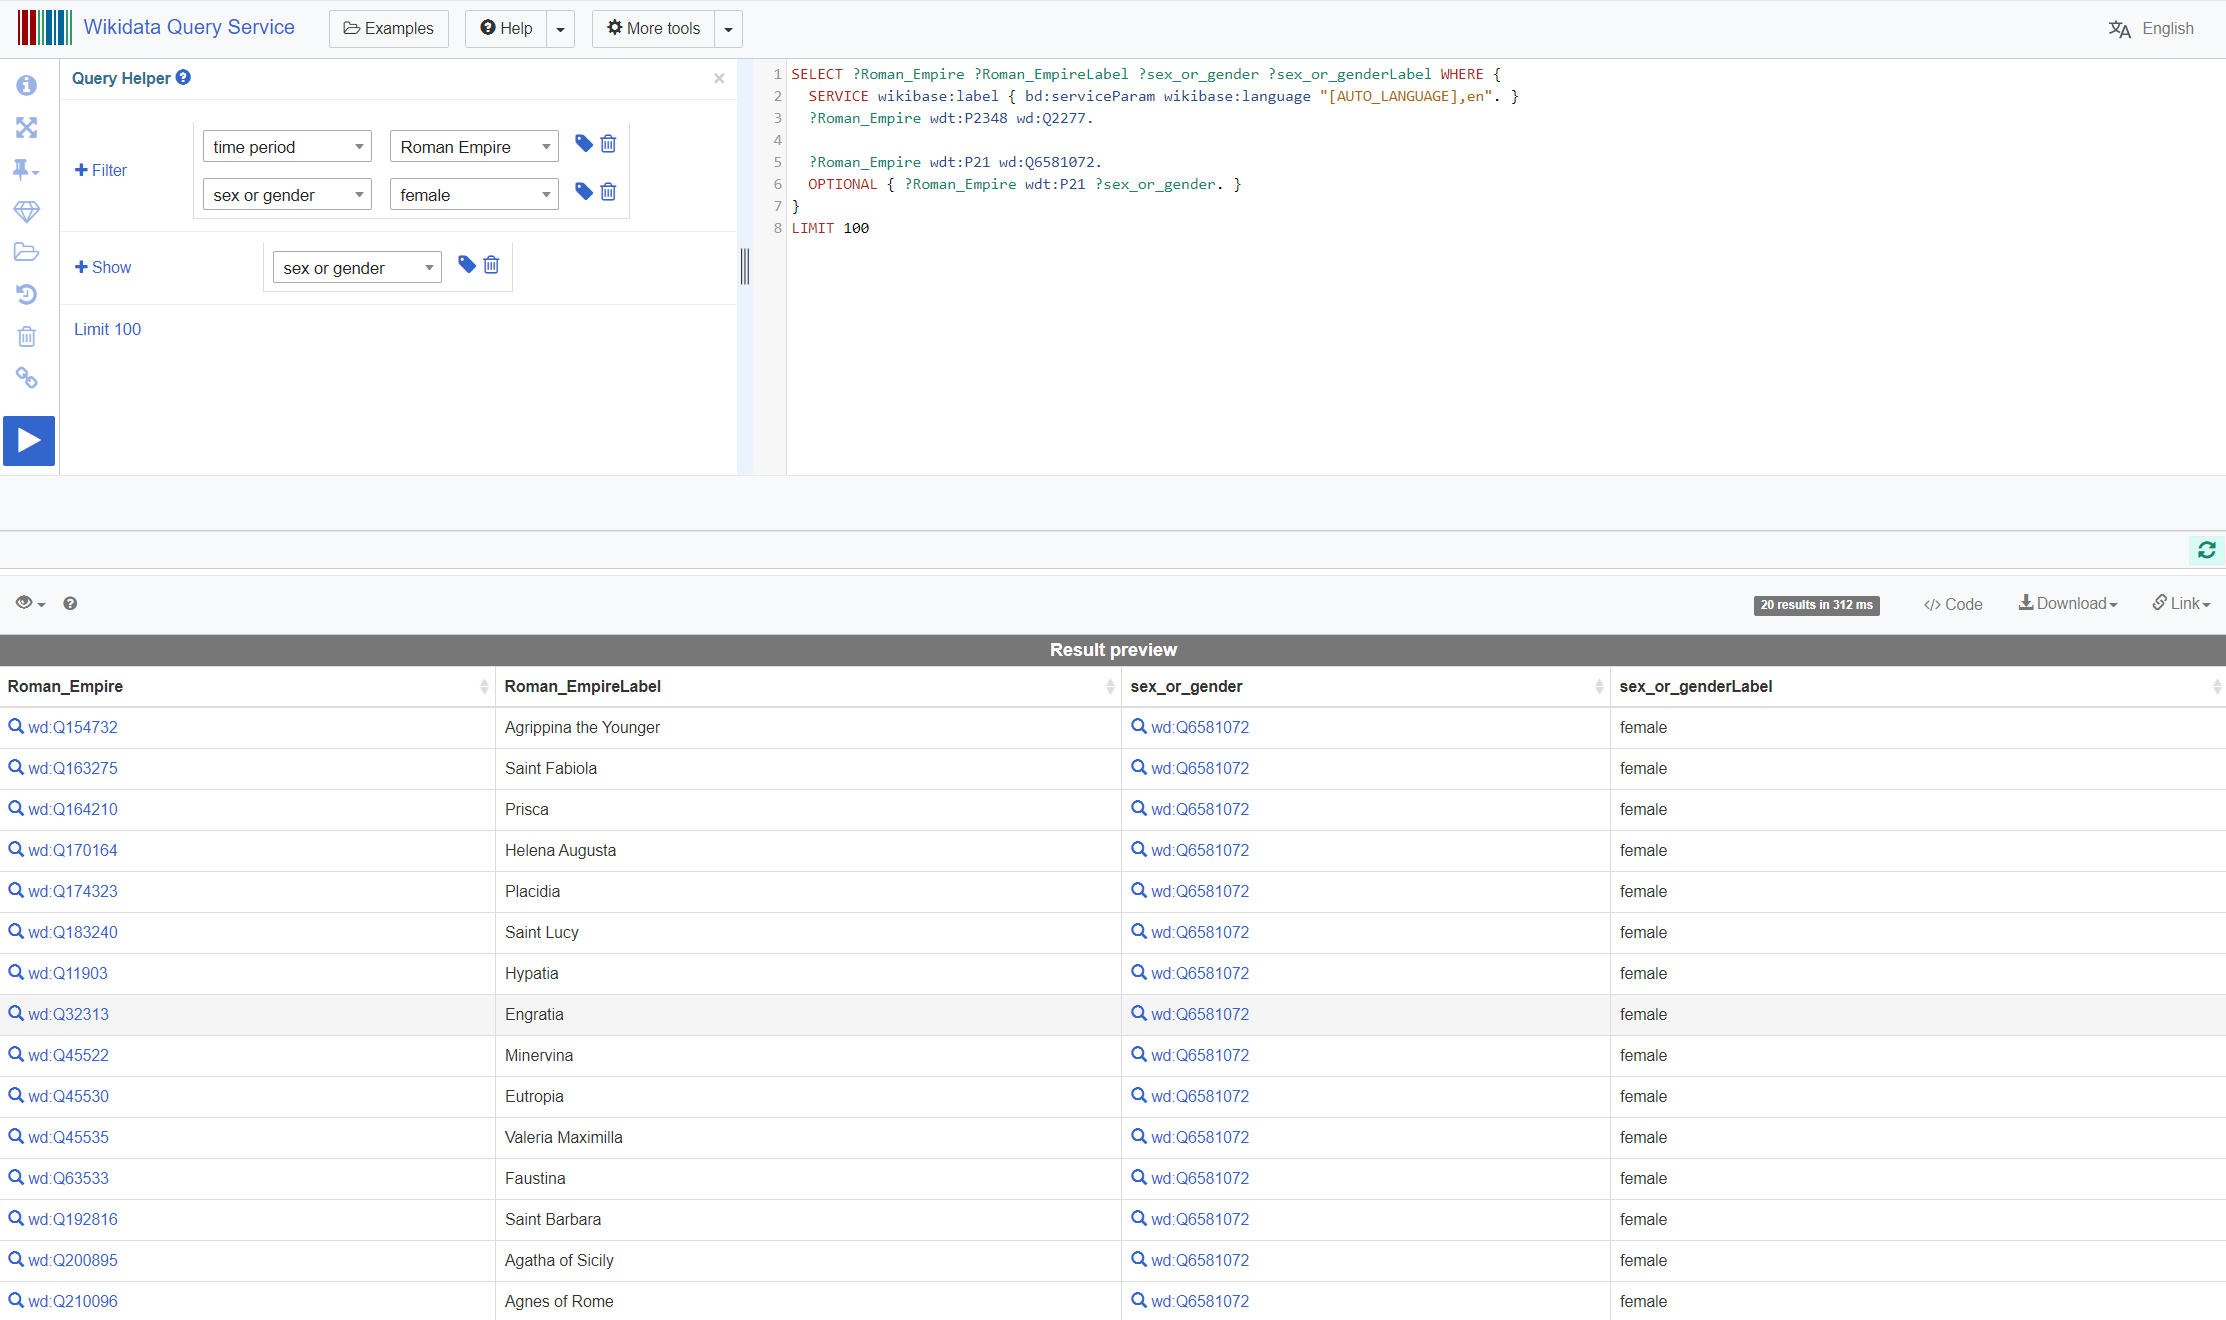 Wikidata Query Service
Examples
Help
More tools
English
Query Helper
Filter
time period
Roman Empire
sex or gender
female
Show
sex or gender
Limit 100
1 SELECT ?Roman_Empire ?Roman_EmpireLabel ?sex_or_gender ?sex_or_genderLabel WHERE {
2 SERVICE wikibase:label { bd:serviceParam wikibase:language "[AUTO_LANGUAGE],en". }
3 ?Roman_Empire wdt:P2348 wd:Q2277.
4
5 ?Roman_Empire wdt:P21 wd:Q6581072.
6 OPTIONAL { ?Roman_Empire wdt:P21 ?sex_or_gender. }
7 }
8 LIMIT 100
20 results in 312 ms
</> Code
Download
Link
Result preview
Roman_Empire Roman_EmpireLabel sex_or_gender sex_or_genderLabel
wd:Q154732 Agrippina the Younger wd:Q6581072 female
wd:Q163275 Saint Fabiola wd:Q6581072 female
wd:Q164210 Prisca wd:Q6581072 female
wd:Q170164 Helena Augusta wd:Q6581072 female
wd:Q174323 Placidia wd:Q6581072 female
wd:Q183240 Saint Lucy wd:Q6581072 female
wd:Q11903 Hypatia wd:Q6581072 female
wd:Q32313 Engratia wd:Q6581072 female
wd:Q45522 Minervina wd:Q6581072 female
wd:Q45530 Eutropia wd:Q6581072 female
wd:Q45535 Valeria Maximilla wd:Q6581072 female
wd:Q63533 Faustina wd:Q6581072 female
wd:Q192816 Saint Barbara wd:Q6581072 female
wd:Q200895 Agatha of Sicily wd:Q6581072 female
wd:Q210096 Agnes of Rome wd:Q6581072 female